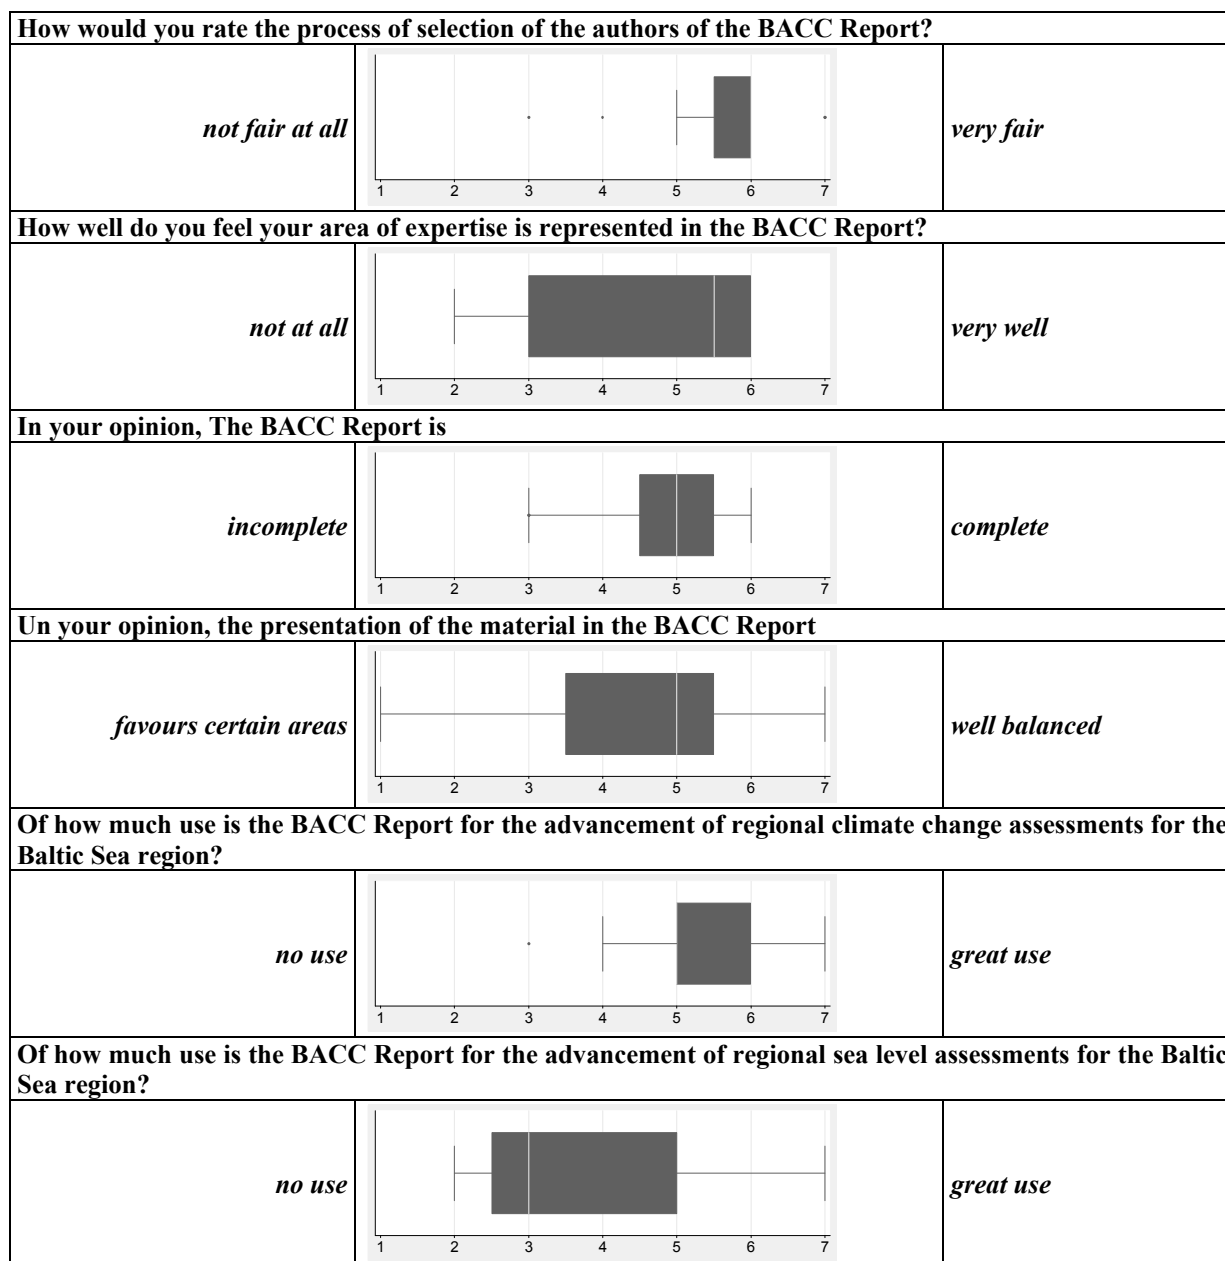 How would you rate the process of selection of the authors of the BACC Report?
not fair at all
1 2 3 4 5 6 7
very fair
How well do you feel your area of expertise is represented in the BACC Report?
not at all
1 2 3 4 5 6 7
very well
In your opinion, The BACC Report is
incomplete
1 2 3 4 5 6 7
complete
Un your opinion, the presentation of the material in the BACC Report
favours certain areas
1 2 3 4 5 6 7
well balanced
Of how much use is the BACC Report for the advancement of regional climate change assessments for the
Baltic Sea region?
no use
1 2 3 4 5 6 7
great use
Of how much use is the BACC Report for the advancement of regional sea level assessments for the Baltic
Sea region?
no use
1 2 3 4 5 6 7
great use